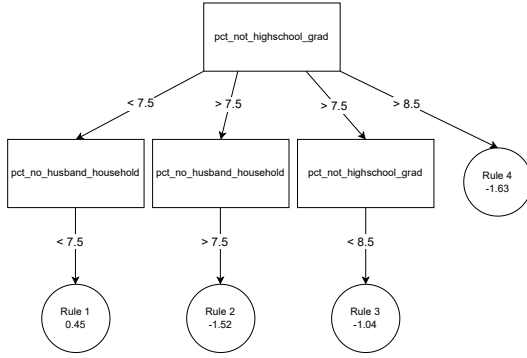 pct_not_highschool_grad
< 7.5
> 7.5
> 7.5
> 8.5
pct_no_husband_household
pct_no_husband_household
pct_not_highschool_grad
Rule 4
-1.63
< 7.5
> 7.5
< 8.5
Rule 1
0.45
Rule 2
-1.52
Rule 3
-1.04